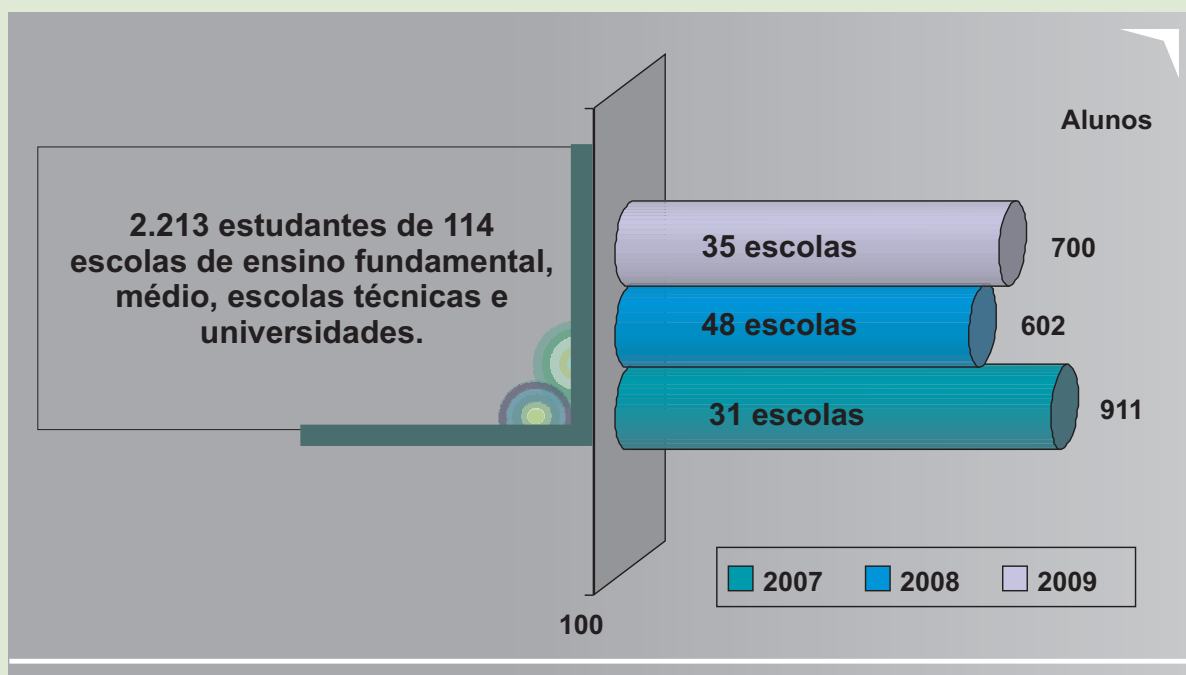 2.213 estudantes de 114
escolas de ensino fundamental,
médio, escolas técnicas e
universidades.
Alunos
35 escolas
700
48 escolas
602
31 escolas
911
100
2007
2008
2009